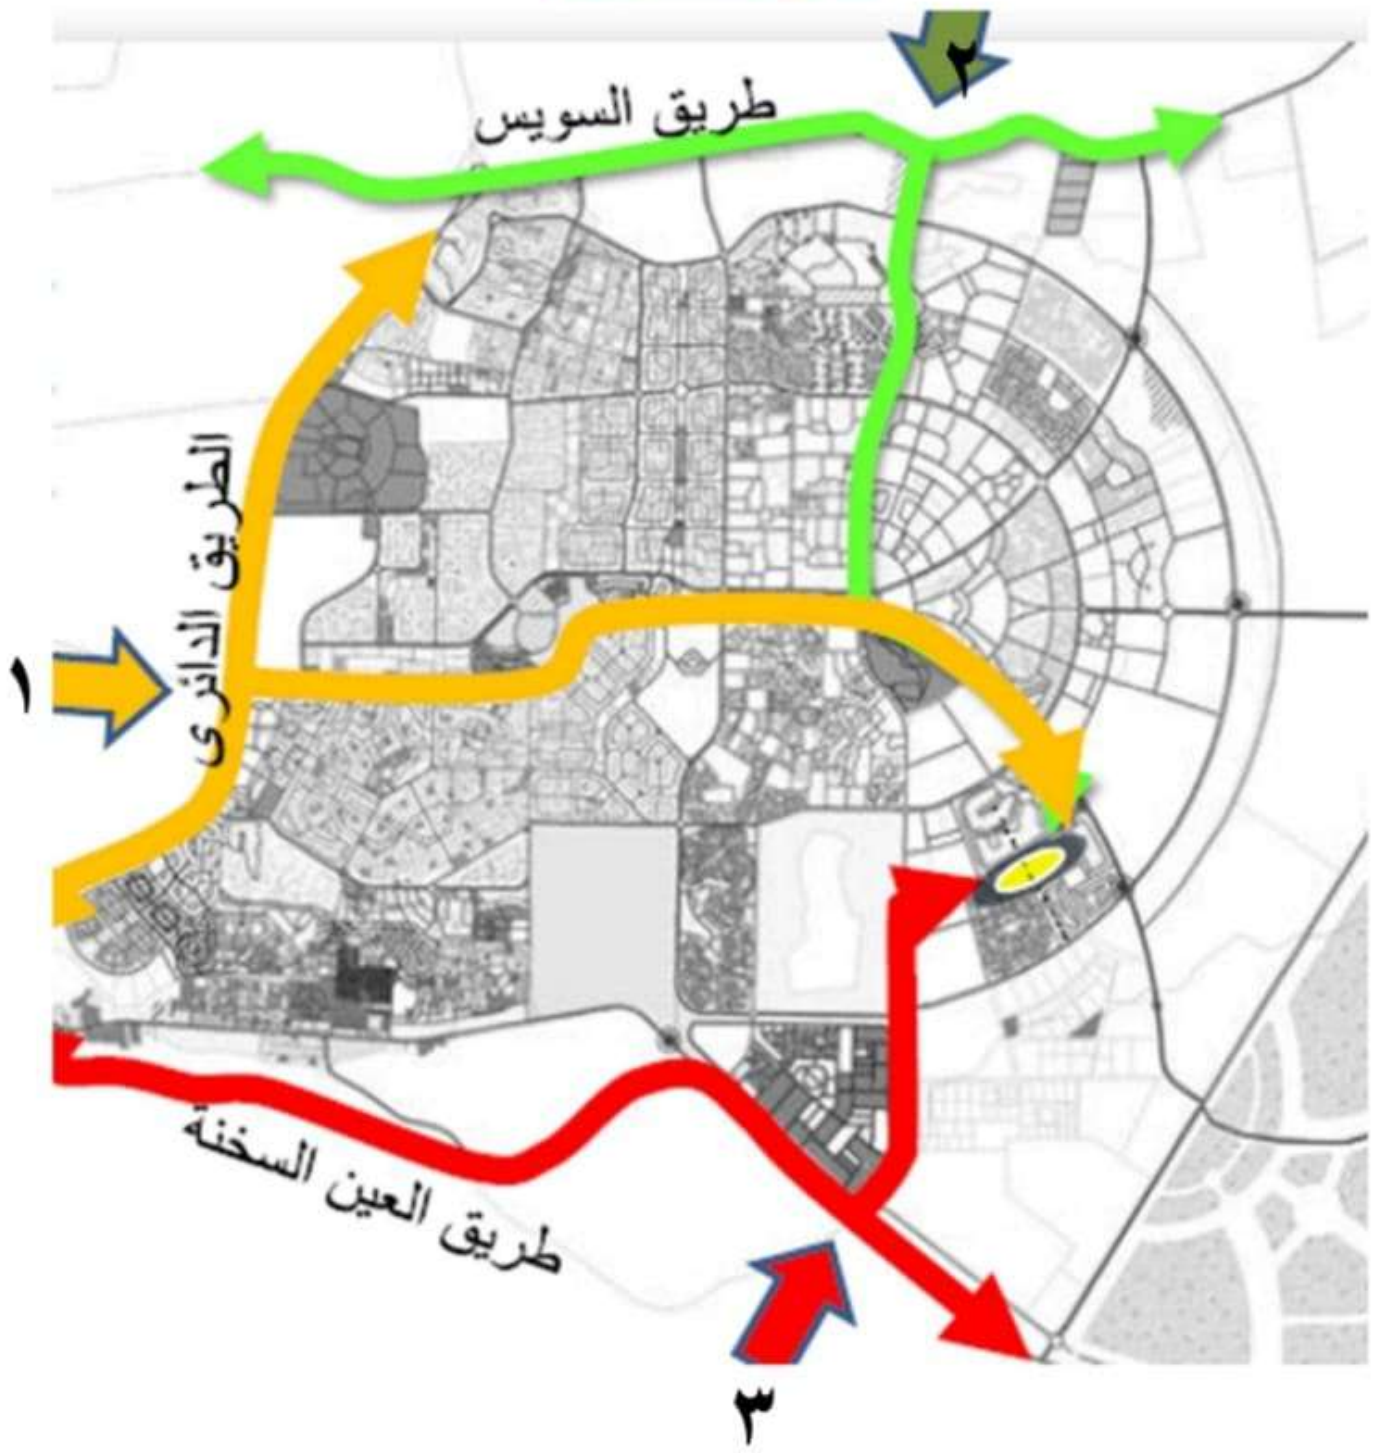 ٢
طريق السويس
الطريق الدائرى
١
طريق العين السخنة
٣